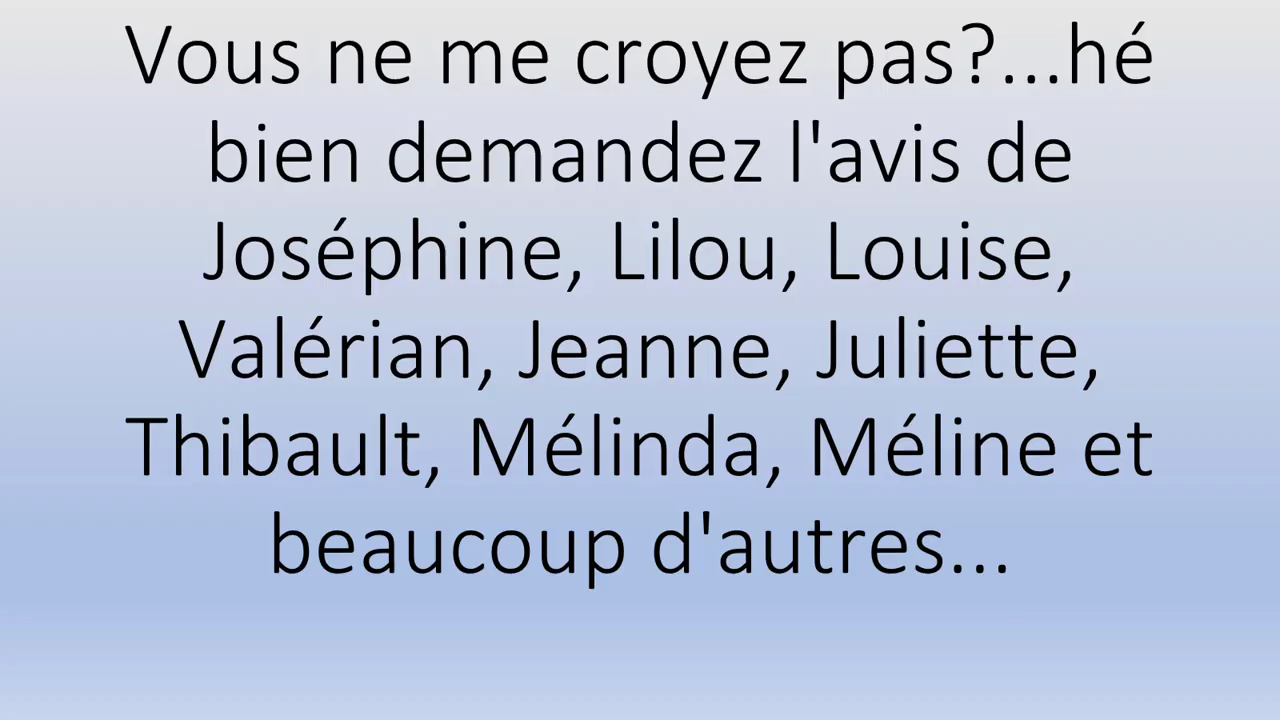 Vous ne me croyez pas?...hé
bien demandez l'avis de
Joséphine, Lilou, Louise,
Valérian, Jeanne, Juliette,
Thibault, Mélinda, Méline et
beaucoup d'autres...